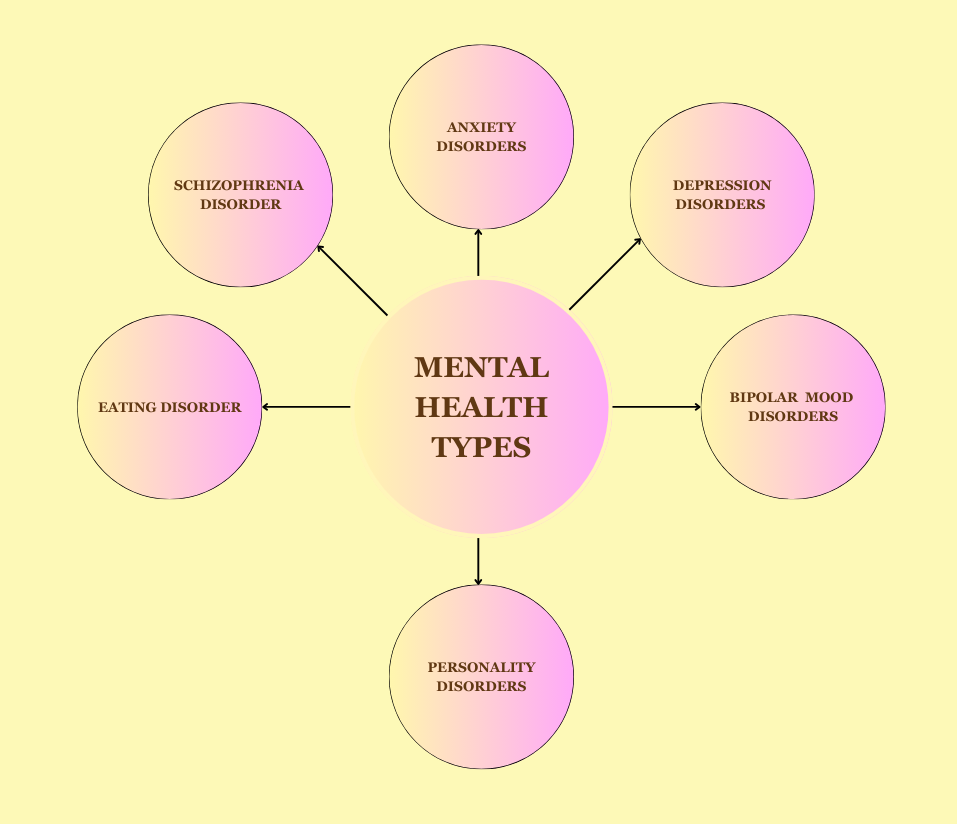 ANXIETY
DISORDERS
SCHIZOPHRENIA
DISORDER
DEPRESSION
DISORDERS
MENTAL
HEALTH
TYPES
EATING DISORDER
BIPOLAR  MOOD
DISORDERS
PERSONALITY
DISORDERS